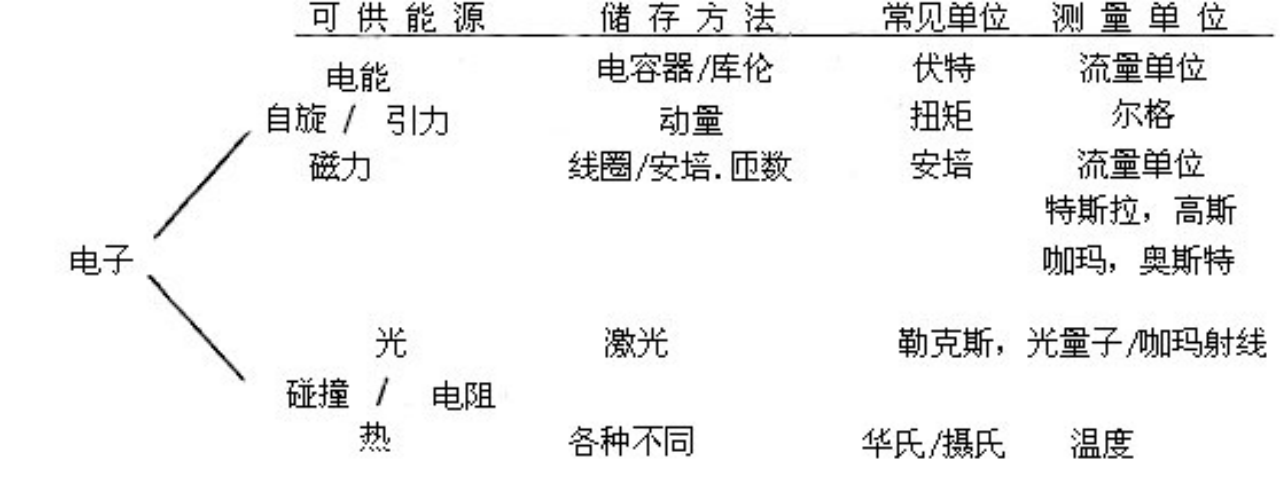 可供能源 储存方法 常见单位 测量单位
电能 电容器/库伦 伏特 流量单位
自旋 / 引力 动量 扭矩 尔格
磁力 线圈/安培.匝数 安培 流量单位
特斯拉，高斯
电子 咖玛，奥斯特
光 激光 勒克斯，光量子/咖玛射线
碰撞 / 电阻
热 各种不同 华氏/摄氏 温度